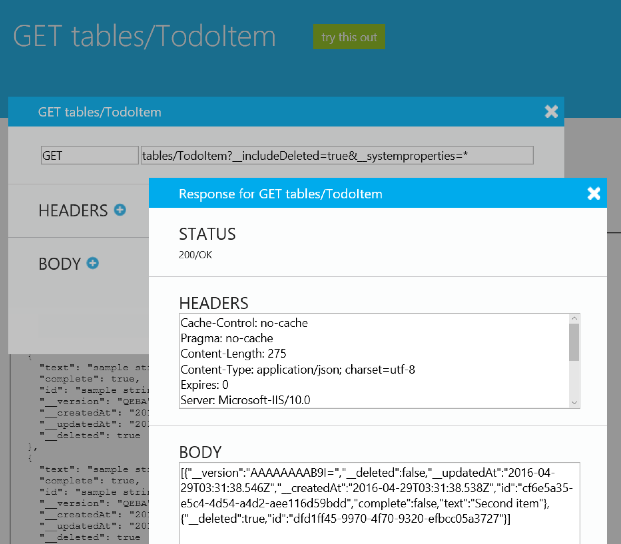 GET tables/TodoItem
try this out
GET tables/TodoItem
GET
tables/TodoItem?__includeDeleted=true&__systemproperties=*
HEADERS
BODY
Response for GET tables/TodoItem
STATUS
200/OK
HEADERS
Cache-Control: no-cache
Pragma: no-cache
Content-Length: 275
Content-Type: application/json; charset=utf-8
Expires: 0
Server: Microsoft-IIS/10.0
BODY
[{"__version":"AAAAAAAAB9I=","__deleted":false,"__updatedAt":"2016-04-
29T03:31:38.546Z","__createdAt":"2016-04-29T03:31:38.538Z","id":"cf6e5a35-
e5c4-4d54-a4d2-aee116d59bdd","complete":false,"text":"Second item"},
{"__deleted":true,"id":"dfd1ff45-9970-4f70-9320-efbcc05a3727"}]
{
"text": "sample stri
"complete": true,
"id": "sample string
"__version": "QEBA
"__createdAt": "201
"__updatedAt": "201
"__deleted": true
},
{
"text": "sample stri
"complete": true,
"id": "sample string
"__version": "QEBA
"__createdAt": "201
"__updatedAt": "201
"__deleted": true